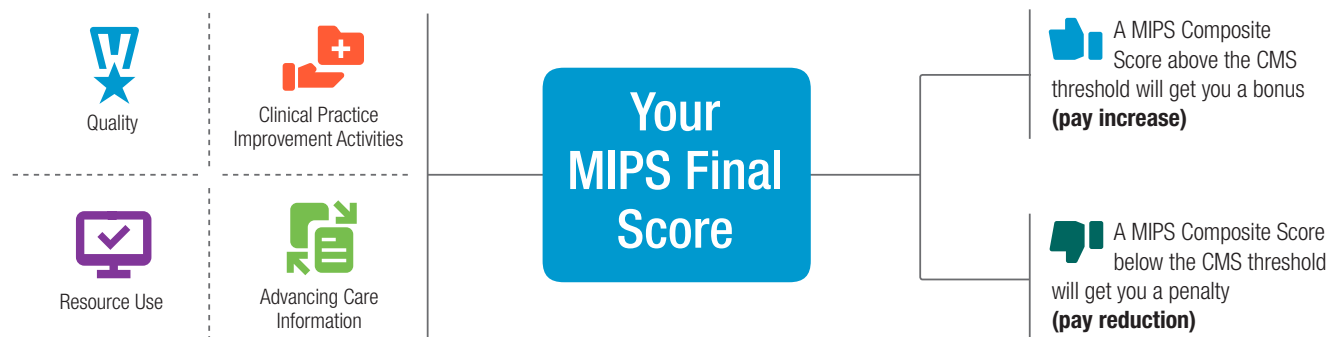 Quality
Clinical Practice
Improvement Activities
Resource Use
Advancing Care
Information
Your
MIPS Final
Score
A MIPS Composite
Score above the CMS
threshold will get you a bonus
(pay increase)
A MIPS Composite Score
below the CMS threshold
will get you a penalty
(pay reduction)